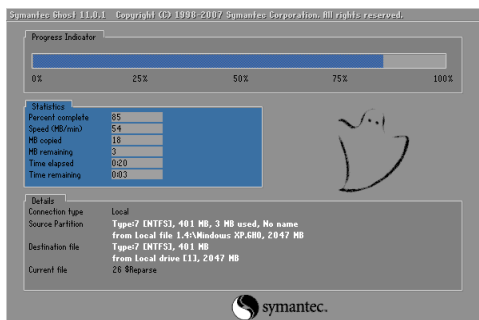 Symantec Ghost 11.0.1 Copyright (C) 1998-2007 Symantec Corporation. All rights reserved.
Progress Indicator
0% 25% 50% 75% 100%
Statistics
Percent complete 85
Speed (MB/min) 54
MB copied 18
MB remaining 3
Time elapsed 0:20
Time remaining 0:03
Details
Connection type Local
Source Partition Type:7 [NTFS], 401 MB, 3 MB used, No name
from Local file 1.4:\Windows XP.GHO, 2047 MB
Destination file Type:7 [NTFS], 401 MB
from Local drive [1], 2047 MB
Current file 26 $Reparse
symantec.